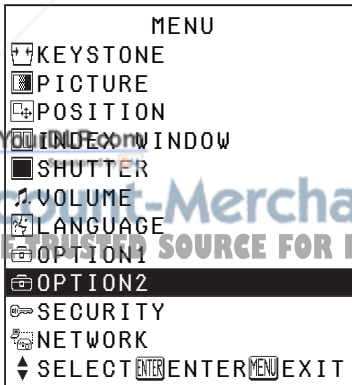 MENU
KEYSTONE
PICTURE
POSITION
INDEX WINDOW
SHUTTER
VOLUME
LANGUAGE
OPTION1
OPTION2
SECURITY
NETWORK
SELECT ENTER ENTER MENU EXIT